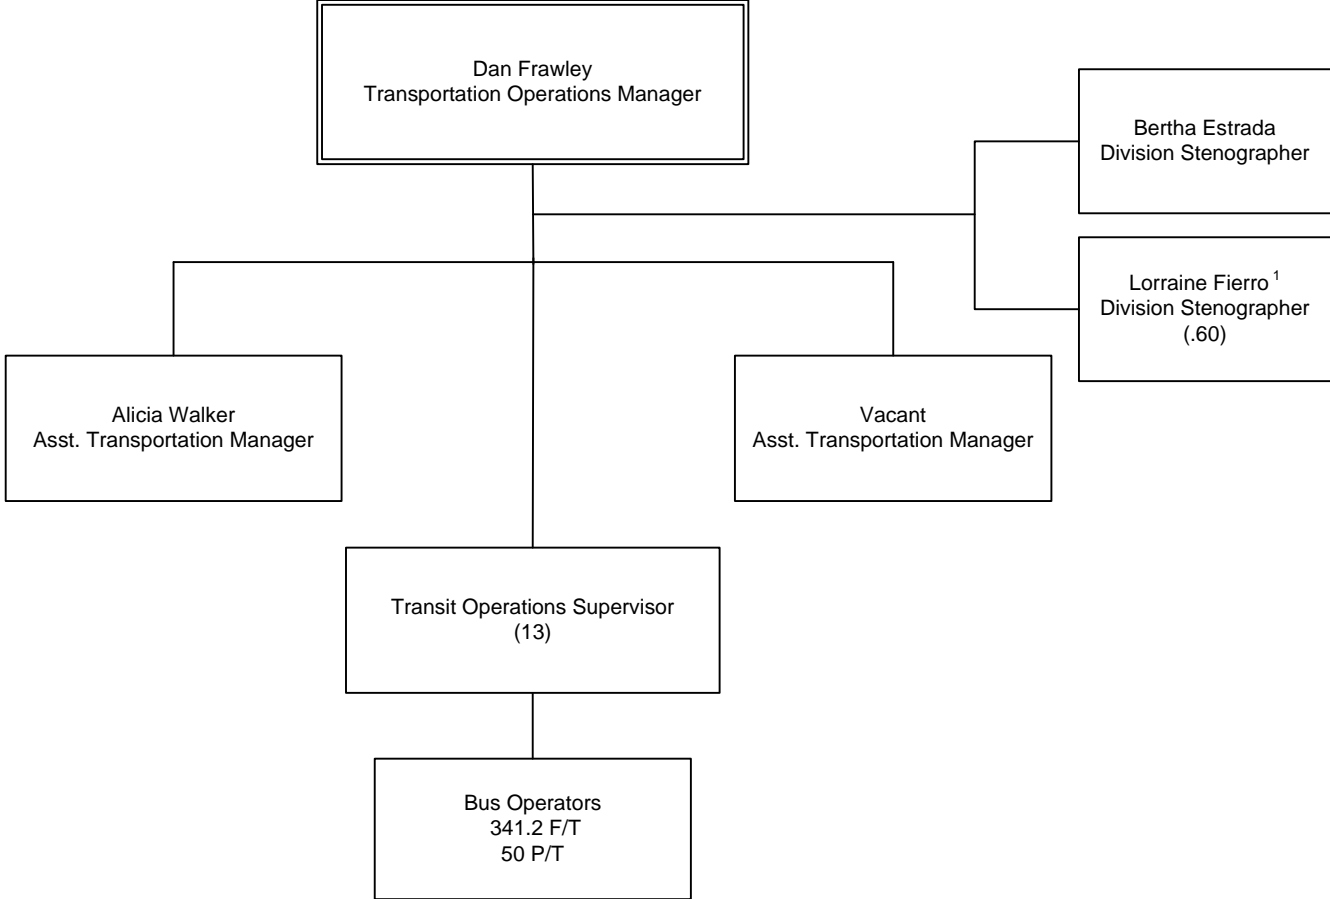 Dan Frawley
Transportation Operations Manager
Bertha Estrada
Division Stenographer
Lorraine Fierro 1
Division Stenographer
(.60)
Alicia Walker
Asst. Transportation Manager
Vacant
Asst. Transportation Manager
Transit Operations Supervisor
(13)
Bus Operators
341.2 F/T
50 P/T